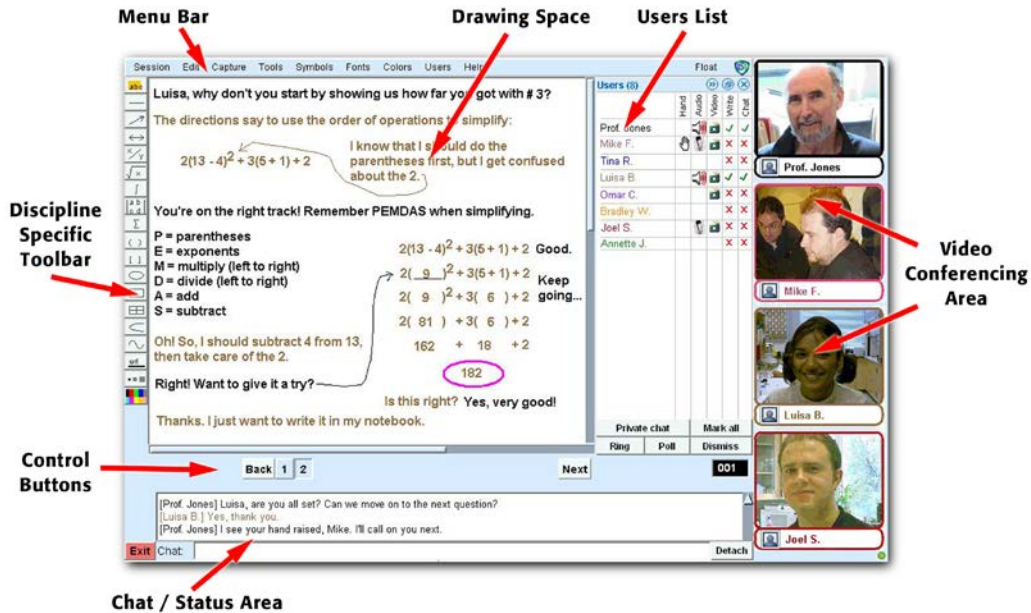 Menu Bar
Drawing Space
Users List
Session Edit Capture Tools Symbols Fonts Colors Users Help Float
Luisa, why don't you start by showing us how far you got with # 3?
The directions say to use the order of operations to simplify:
2(13 - 4)² + 3(5 + 1) + 2
I know that I should do the
parentheses first, but I get confused
about the 2.
You're on the right track! Remember PEMDAS when simplifying.
P = parentheses
E = exponents
M = multiply (left to right)
D = divide (left to right)
A = add
S = subtract
Oh! So, I should subtract 4 from 13,
then take care of the 2.
Right! Want to give it a try?
2(13 - 4)² + 3(5 + 1) + 2 Good.
2( 9 )² + 3(5 + 1) + 2 Keep
going...
2( 9 )² + 3( 6 ) + 2
2( 81 ) + 3( 6 ) + 2
162 + 18 + 2
182
Is this right? Yes, very good!
Thanks. I just want to write it in my notebook.
Users (8)
Hand Audio Video Write Chat
Prof. Jones
Mike F.
Tina R.
Luisa B.
Omar C.
Bradley W.
Joel S.
Annette J.
Private chat Mark all
Ring Poll Dismiss
Prof. Jones
Mike F.
Luisa B.
Joel S.
Discipline
Specific
Toolbar
abc
Video
Conferencing
Area
Control
Buttons
Back 1 2 Next 001
[Prof. Jones] Luisa, are you all set? Can we move on to the next question?
[Luisa B.] Yes, thank you.
[Prof. Jones] I see your hand raised, Mike. I'll call on you next.
Exit Chat: Detach
Chat / Status Area